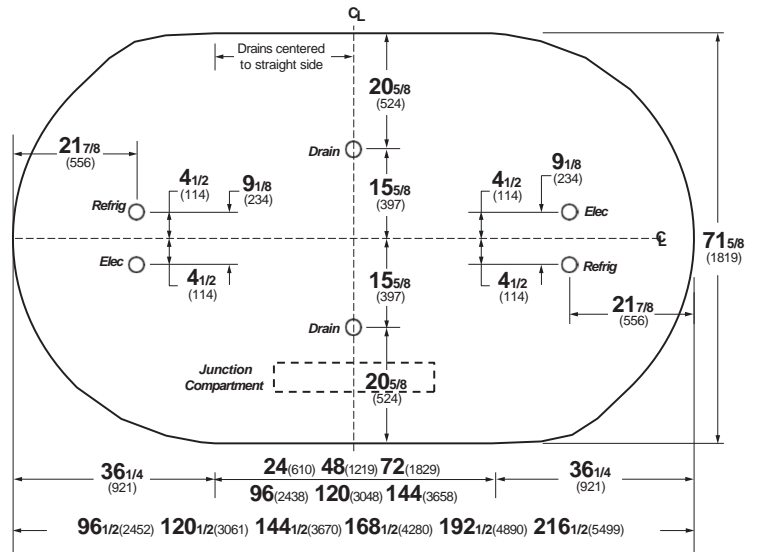 ℄
Drains centered
to straight side
20 5/8
(524)
21 7/8
(556)
Drain
4 1/2
(114)
9 1/8
(234)
15 5/8
(397)
4 1/2
(114)
9 1/8
(234)
Refrig
Elec
℄
71 5/8
(1819)
Elec
4 1/2
(114)
15 5/8
(397)
4 1/2
(114)
Refrig
21 7/8
(556)
Drain
Junction
Compartment
20 5/8
(524)
36 1/4
(921)
24(610) 48(1219) 72(1829)
96(2438) 120(3048) 144(3658)
36 1/4
(921)
96 1/2(2452) 120 1/2(3061) 144 1/2(3670) 168 1/2(4280) 192 1/2(4890) 216 1/2(5499)